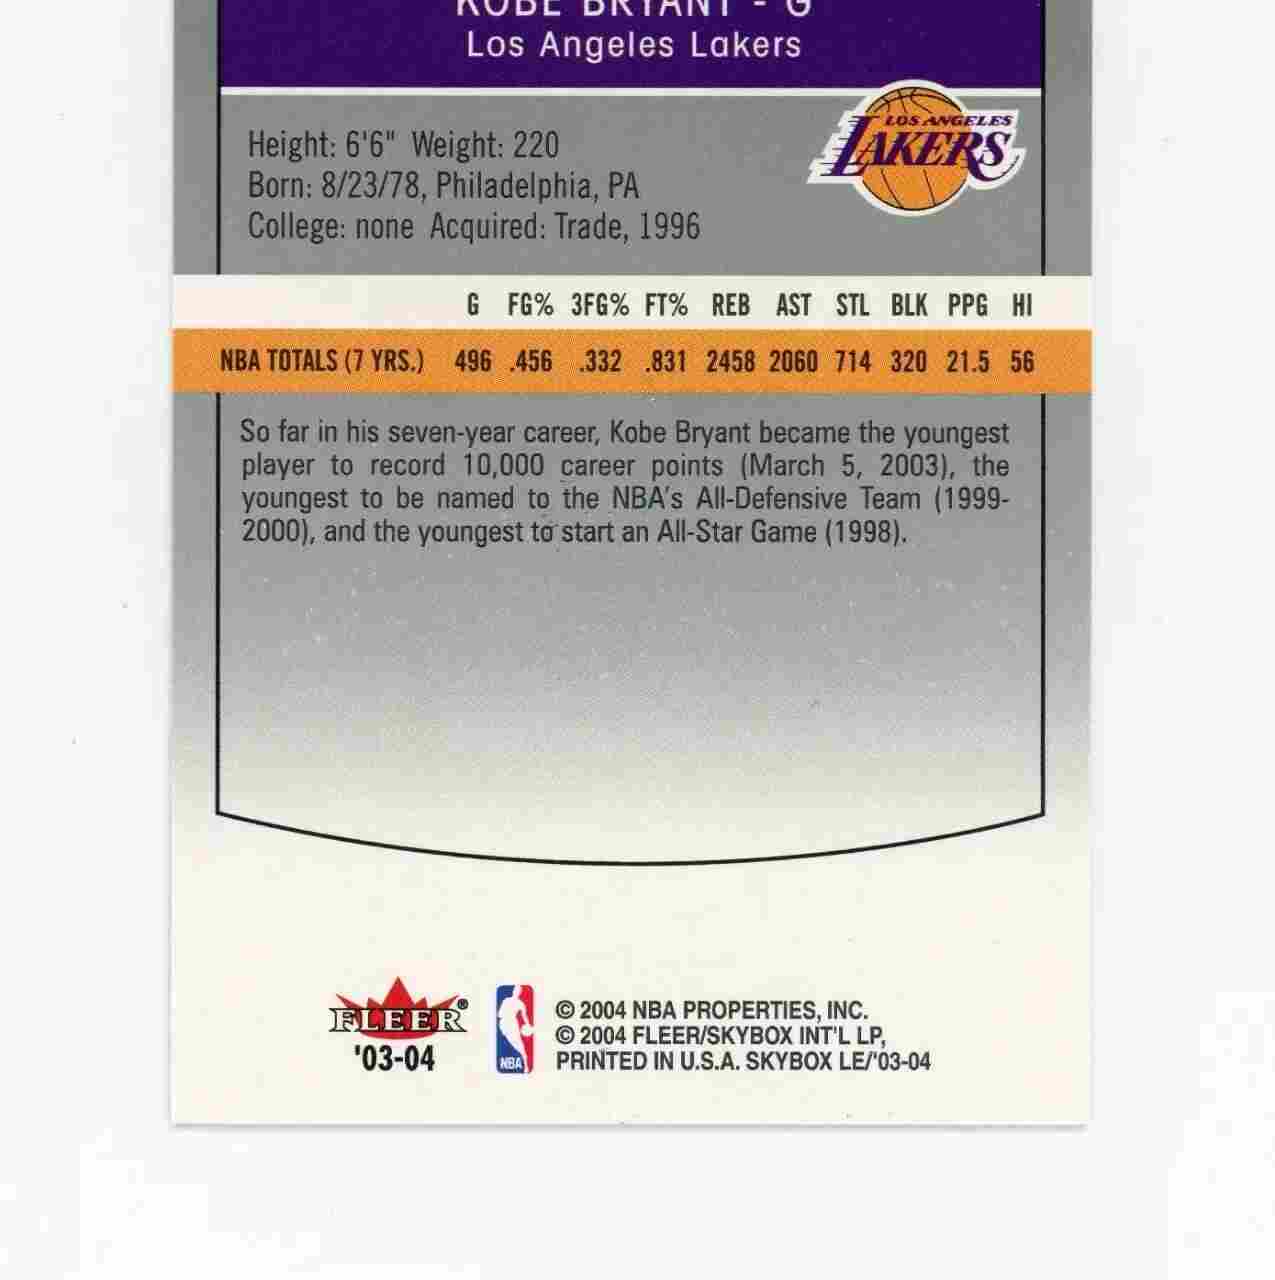 KOBE BRYANT - G
Los Angeles Lakers
LOS ANGELES
LAKERS
Height: 6'6" Weight: 220
Born: 8/23/78, Philadelphia, PA
College: none Acquired: Trade, 1996
G FG% 3FG% FT% REB AST STL BLK PPG HI
NBA TOTALS (7 YRS.) 496 .456 .332 .831 2458 2060 714 320 21.5 56
So far in his seven-year career, Kobe Bryant became the youngest
player to record 10,000 career points (March 5, 2003), the
youngest to be named to the NBA's All-Defensive Team (1999-
2000), and the youngest to start an All-Star Game (1998).
FLEER®
'03-04
NBA
© 2004 NBA PROPERTIES, INC.
© 2004 FLEER/SKYBOX INT'L LP,
PRINTED IN U.S.A. SKYBOX LE/'03-04